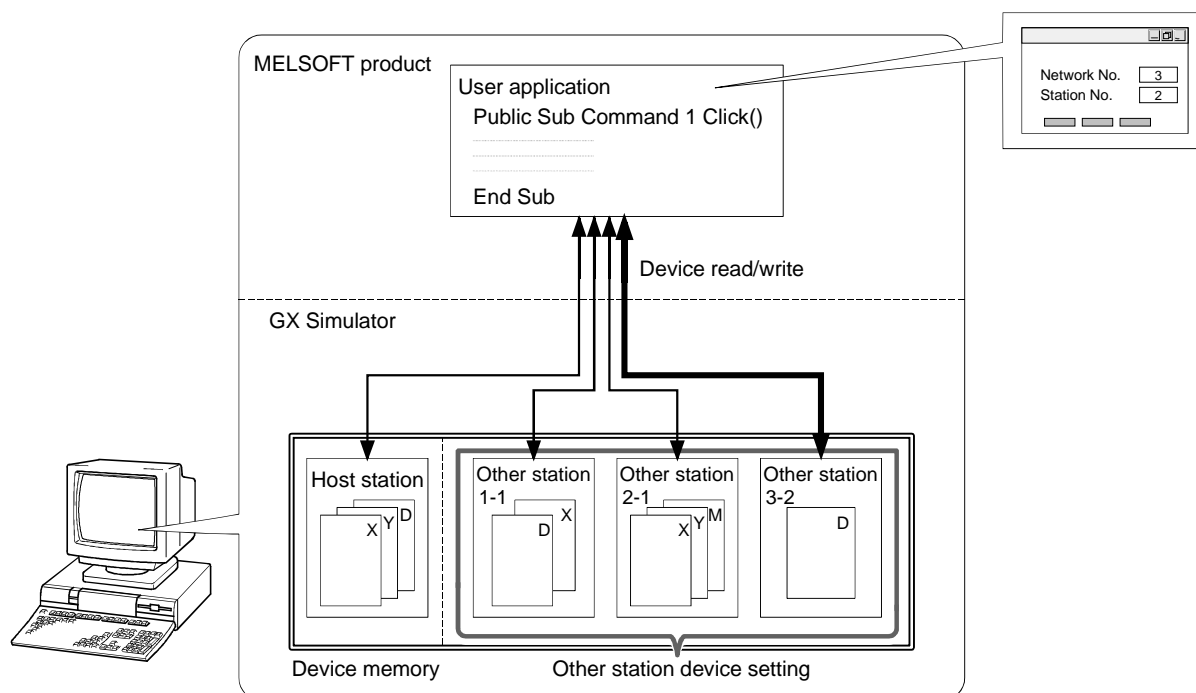 MELSOFT product
User application
Public Sub Command 1 Click()
End Sub
Network No. 3
Station No. 2
Device read/write
GX Simulator
Host station
X Y D
Other station
1-1
D X
Other station
2-1
X Y M
Other station
3-2
D
Device memory
Other station device setting